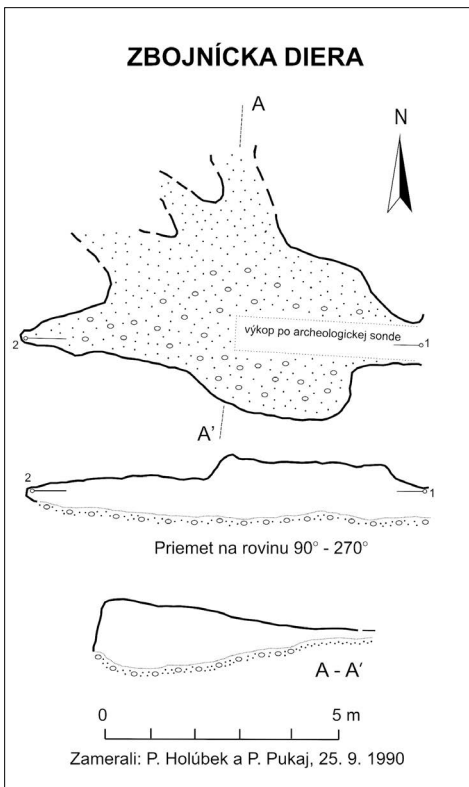 ZBOJNÍCKA DIERA
A
N
výkop po archeologickej sonde
2
1
A'
2
1
Priemet na rovinu 90° - 270°
A - A'
0
5 m
Zamerali: P. Holúbek a P. Pukaj, 25. 9. 1990